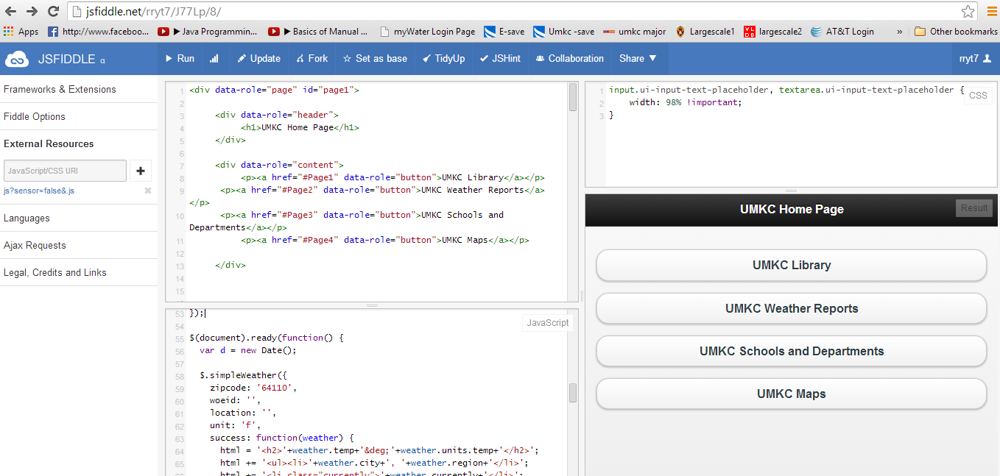 jsfiddle.net/rryt7/J77Lp/8/
Apps http://www.faceboo... ▶ Java Programmin... ▶ Basics of Manual ... myWater Login Page E-save Umkc -save umkc major Largescale1 VLDB largescale2 AT&T Login » Other bookmarks
JSFIDDLE α Run Update Fork Set as base TidyUp JSHint Collaboration Share ▼ rryt7
Frameworks & Extensions
Fiddle Options
External Resources
JavaScript/CSS URI
js?sensor=false&.js
Languages
Ajax Requests
Legal, Credits and Links
1 <div data-role="page" id="page1">
2
3 <div data-role="header">
4 <h1>UMKC Home Page</h1>
5 </div>
6
7 <div data-role="content">
8 <p><a href="#Page1" data-role="button">UMKC Library</a></p>
9 <p><a href="#Page2" data-role="button">UMKC Weather Reports</a>
</p>
10 <p><a href="#Page3" data-role="button">UMKC Schools and
Departments</a></p>
11 <p><a href="#Page4" data-role="button">UMKC Maps</a></p>
12
13 </div>
14
15
53 });
JavaScript
54
55 $(document).ready(function() {
56 var d = new Date();
57
58 $.simpleWeather({
59 zipcode: '64110',
60 woeid: '',
61 location: '',
62 unit: 'f',
63 success: function(weather) {
64 html = '<h2>'+weather.temp+'&deg;'+weather.units.temp+'</h2>';
65 html += '<ul><li>'+weather.city+', '+weather.region+'</li>';
html += '<li class="currently">'+weather.currently+'</li>';
1 input.ui-input-text-placeholder, textarea.ui-input-text-placeholder {
CSS
2 width: 98% !important;
3 }
UMKC Home Page
Result
UMKC Library
UMKC Weather Reports
UMKC Schools and Departments
UMKC Maps